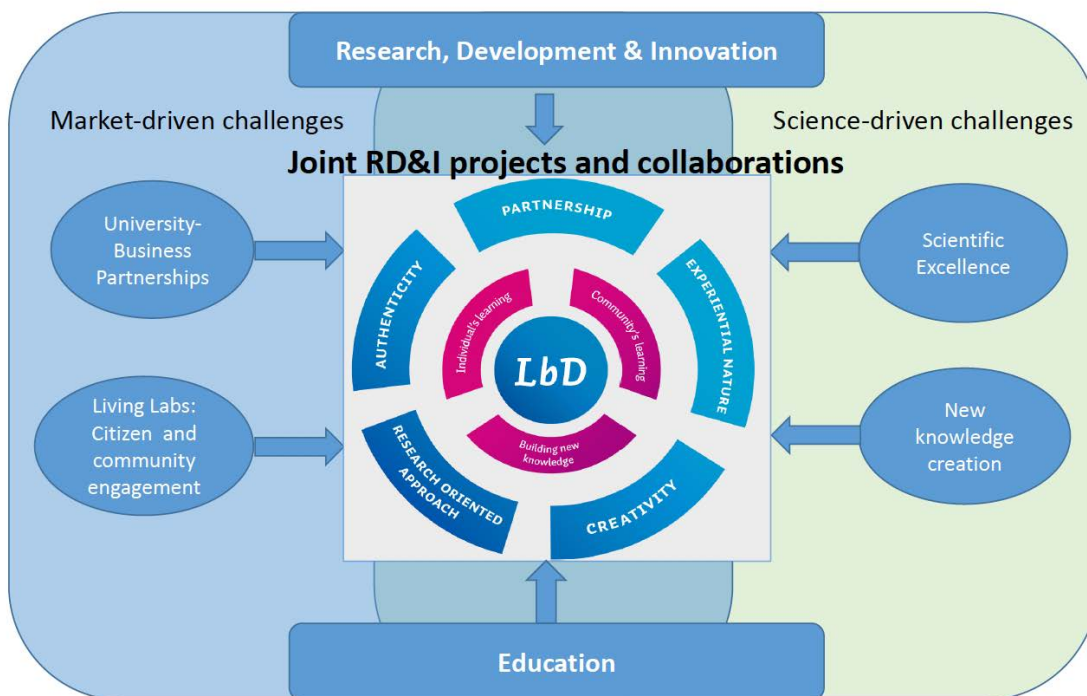 Research, Development & Innovation
Market-driven challenges
Science-driven challenges
Joint RD&I projects and collaborations
University-
Business
Partnerships
Living Labs:
Citizen and
community
engagement
PARTNERSHIP
AUTHENTICITY
EXPERIENTIAL NATURE
Individual's learning
Community's learning
LbD
Building new
knowledge
RESEARCH ORIENTED
APPROACH
CREATIVITY
Scientific
Excellence
New
knowledge
creation
Education